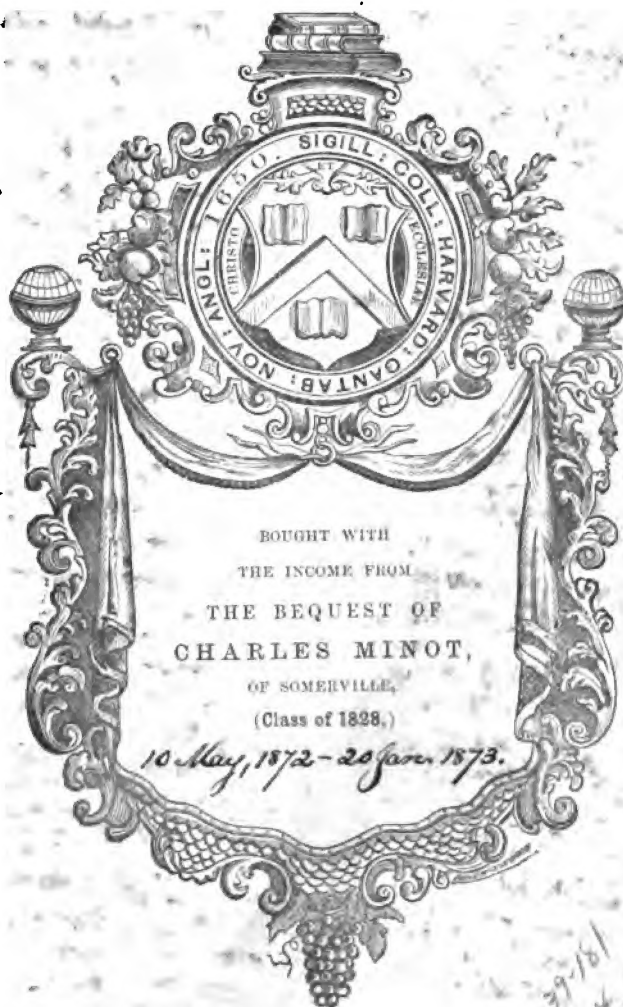 SIGILL: COLL: HARVARD: CANTAB: NOV: ANGL: 1650.
ET
CHRISTO
ECCLESIAE
BOUGHT WITH
THE INCOME FROM
THE BEQUEST OF
CHARLES MINOT,
OF SOMERVILLE,
(Class of 1828.)
10 May, 1872 – 20 Jan. 1873.